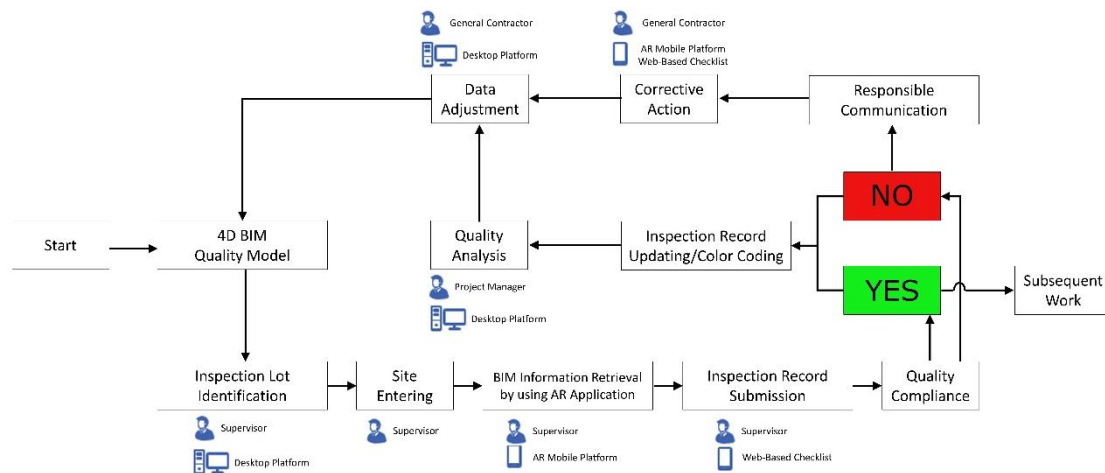 General Contractor
General Contractor
Desktop Platform
AR Mobile Platform
Web-Based Checklist
Data
Adjustment
Corrective
Action
Responsible
Communication
NO
Start
4D BIM
Quality Model
Quality
Analysis
Inspection Record
Updating/Color Coding
YES
Subsequent
Work
Project Manager
Desktop Platform
Inspection Lot
Identification
Site
Entering
BIM Information Retrieval
by using AR Application
Inspection Record
Submission
Quality
Compliance
Supervisor
Supervisor
Supervisor
Supervisor
Desktop Platform
AR Mobile Platform
Web-Based Checklist